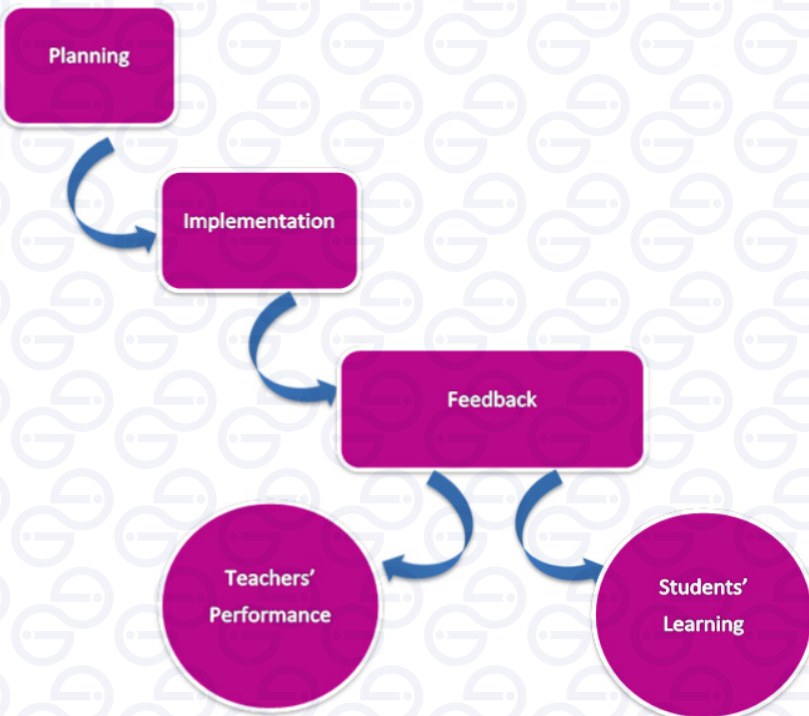 Planning
Implementation
Feedback
Teachers’
Performance
Students’
Learning